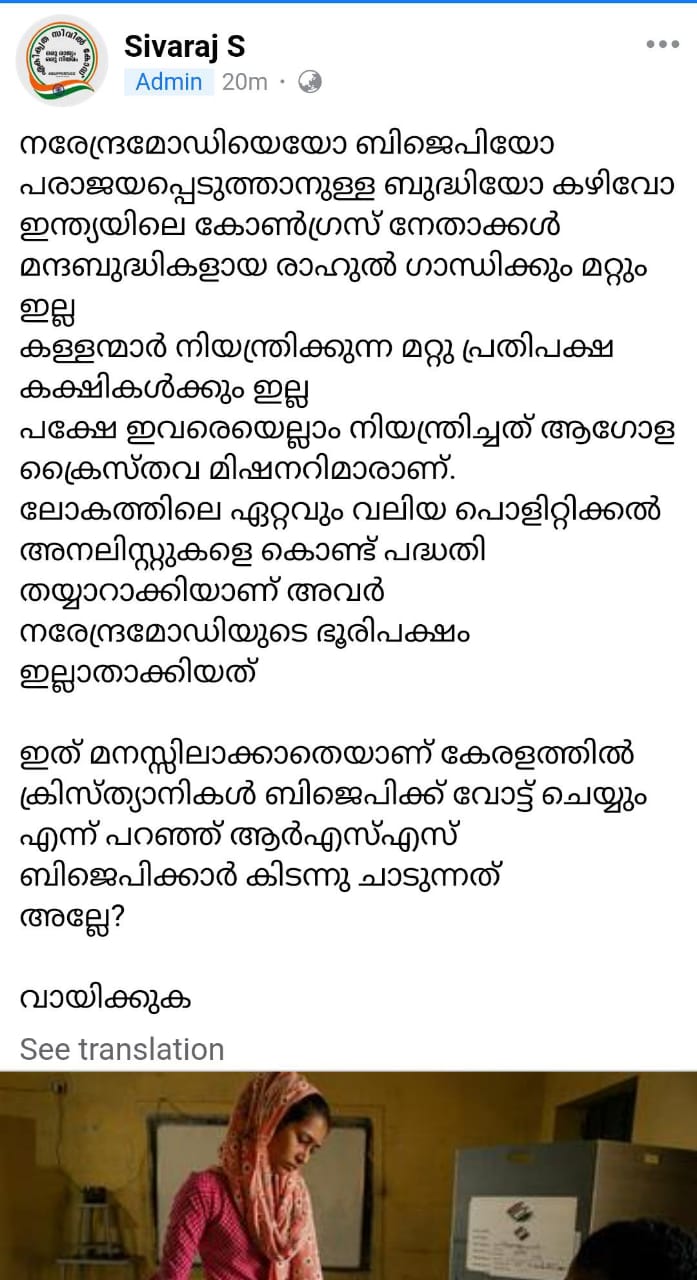 Sivaraj S
Admin 20m ·
ഒരു രാജ്യം
ഒരു നിയമം
നരേന്ദ്രമോഡിയെയോ ബിജെപിയോ
പരാജയപ്പെടുത്താനുള്ള ബുദ്ധിയോ കഴിവോ
ഇന്ത്യയിലെ കോൺഗ്രസ് നേതാക്കൾ
മന്ദബുദ്ധികളായ രാഹുൽ ഗാന്ധിക്കും മറ്റും
ഇല്ല
കള്ളന്മാർ നിയന്ത്രിക്കുന്ന മറ്റു പ്രതിപക്ഷ
കക്ഷികൾക്കും ഇല്ല
പക്ഷേ ഇവരെയെല്ലാം നിയന്ത്രിച്ചത് ആഗോള
ക്രൈസ്തവ മിഷനറിമാരാണ്.
ലോകത്തിലെ ഏറ്റവും വലിയ പൊളിറ്റിക്കൽ
അനലിസ്റ്റുകളെ കൊണ്ട് പദ്ധതി
തയ്യാറാക്കിയാണ് അവർ
നരേന്ദ്രമോഡിയുടെ ഭൂരിപക്ഷം
ഇല്ലാതാക്കിയത്
ഇത് മനസ്സിലാക്കാതെയാണ് കേരളത്തിൽ
ക്രിസ്ത്യാനികൾ ബിജെപിക്ക് വോട്ട് ചെയ്യും
എന്ന് പറഞ്ഞ് ആർഎസ്എസ്
ബിജെപിക്കാർ കിടന്നു ചാടുന്നത്
അല്ലേ?
വായിക്കുക
See translation